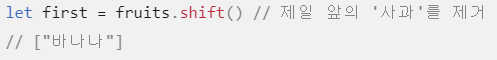 let first = fruits.shift() // 제일 앞의 '사과'를 제거
// ["바나나"]